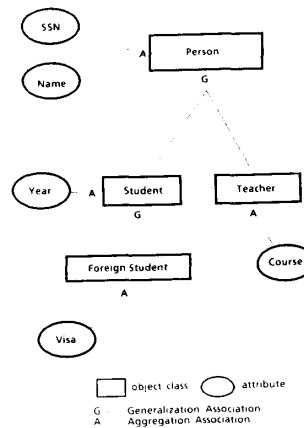 SSN
A
Person
Name
G
Year
A
Student
Teacher
G
A
Foreign Student
Course
A
Visa
object class
attribute
G Generalization Association
A Aggregation Association